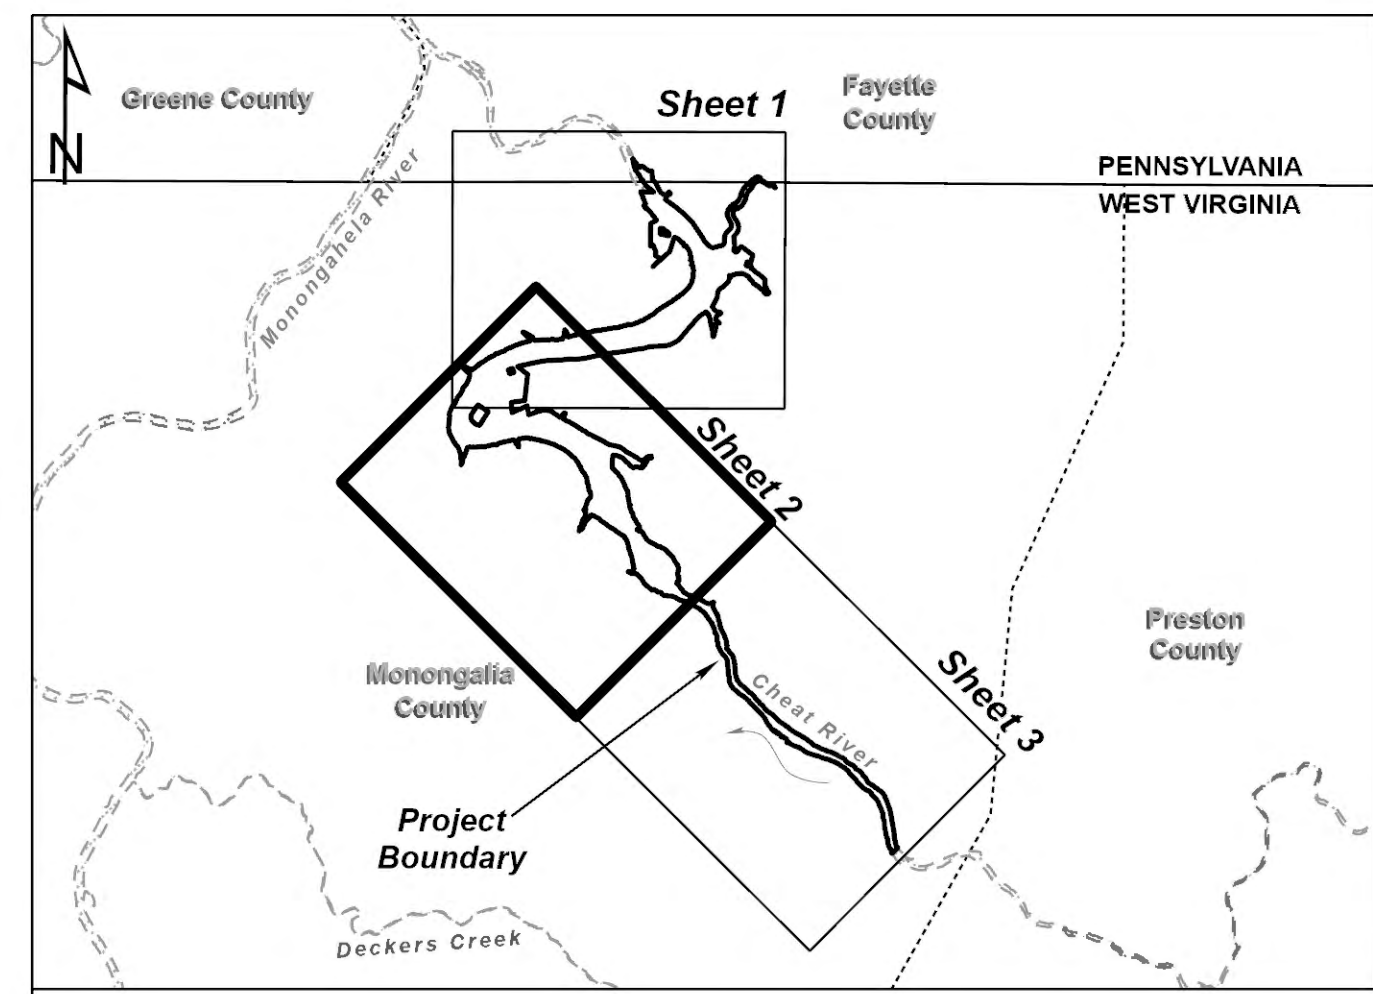 Greene County
Sheet 1
Fayette
County
N
PENNSYLVANIA
WEST VIRGINIA
Monongahela River
Sheet 2
Preston
County
Monongalia
County
Sheet 3
Cheat River
Project
Boundary
Deckers Creek